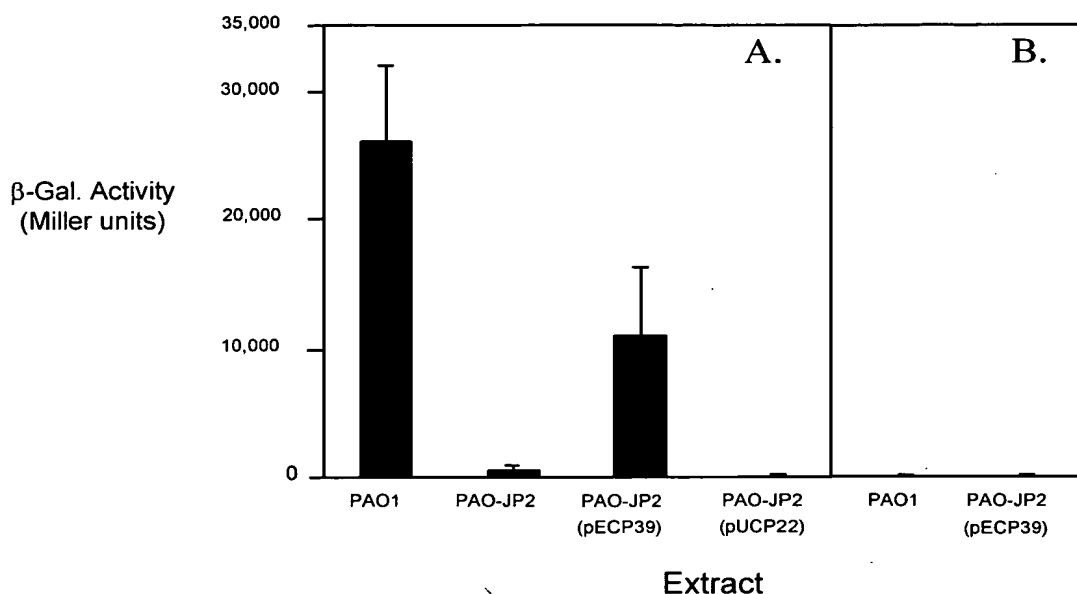 35,000
A.
B.
30,000
β-Gal. Activity
(Miller units)
20,000
10,000
0
PAO1 PAO-JP2 PAO-JP2 PAO-JP2 PAO1 PAO-JP2
(pECP39) (pUCP22) (pECP39)
Extract